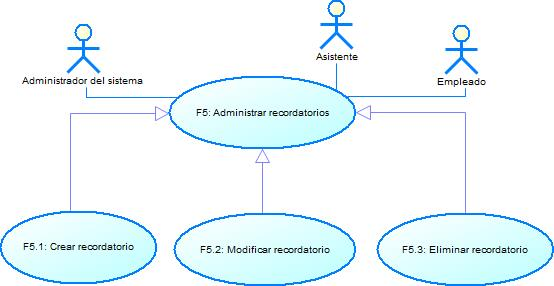 Asistente
Administrador del sistema
Empleado
F5: Administrar recordatorios
F5.1: Crear recordatorio
F5.2: Modificar recordatorio
F5.3: Eliminar recordatorio